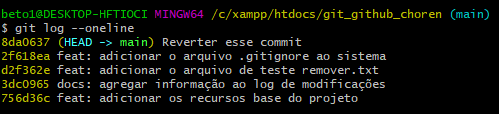 beto1@DESKTOP-HFTIOCI MINGW64 /c/xampp/htdocs/git_github_choren (main)
$ git log --oneline
8da0637 (HEAD -> main) Reverter esse commit
2f618ea feat: adicionar o arquivo .gitignore ao sistema
d2f362e feat: adicionar o arquivo de teste remover.txt
3dc0965 docs: agregar informação ao log de modificações
756d36c feat: adicionar os recursos base do projeto